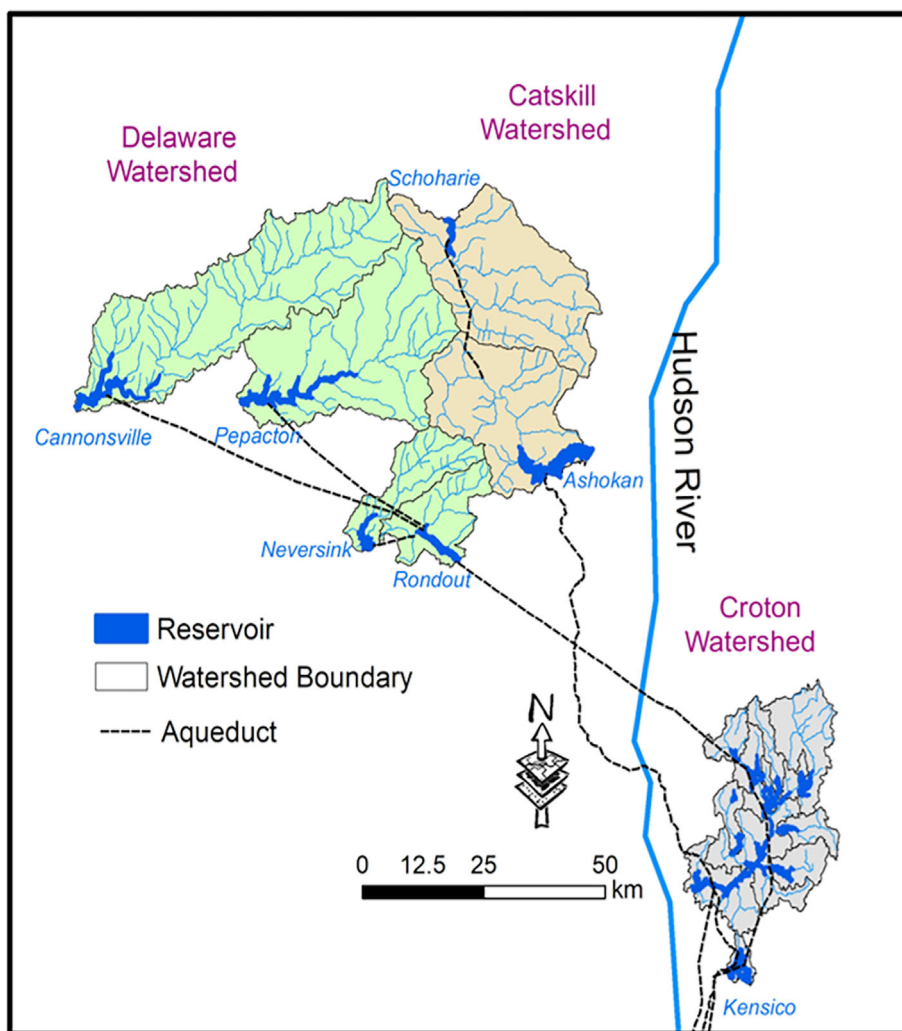 Catskill
Watershed
Delaware
Watershed
Schoharie
Cannonsville
Pepacton
Ashokan
Neversink
Rondout
Hudson River
Croton
Watershed
Reservoir
Watershed Boundary
Aqueduct
N
0 12.5 25 50
km
Kensico